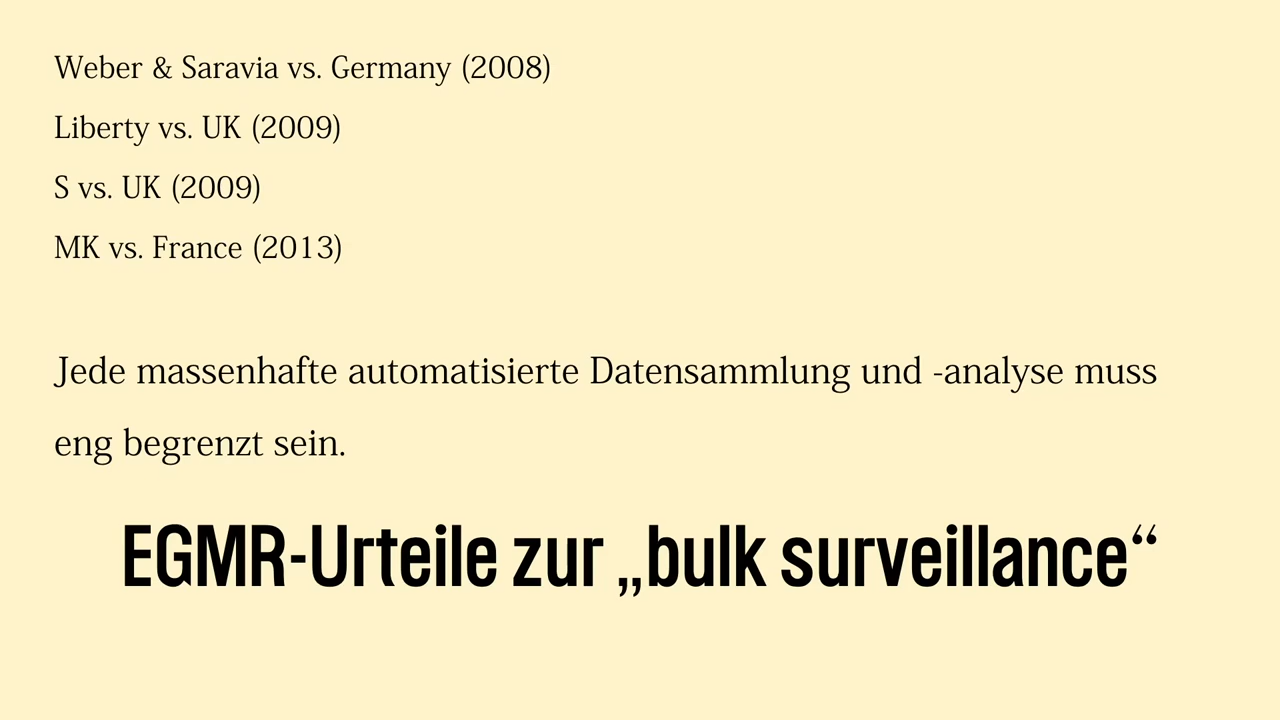 Weber & Saravia vs. Germany (2008)
Liberty vs. UK (2009)
S vs. UK (2009)
MK vs. France (2013)
Jede massenhafte automatisierte Datensammlung und -analyse muss
eng begrenzt sein.
EGMR-Urteile zur „bulk surveillance“